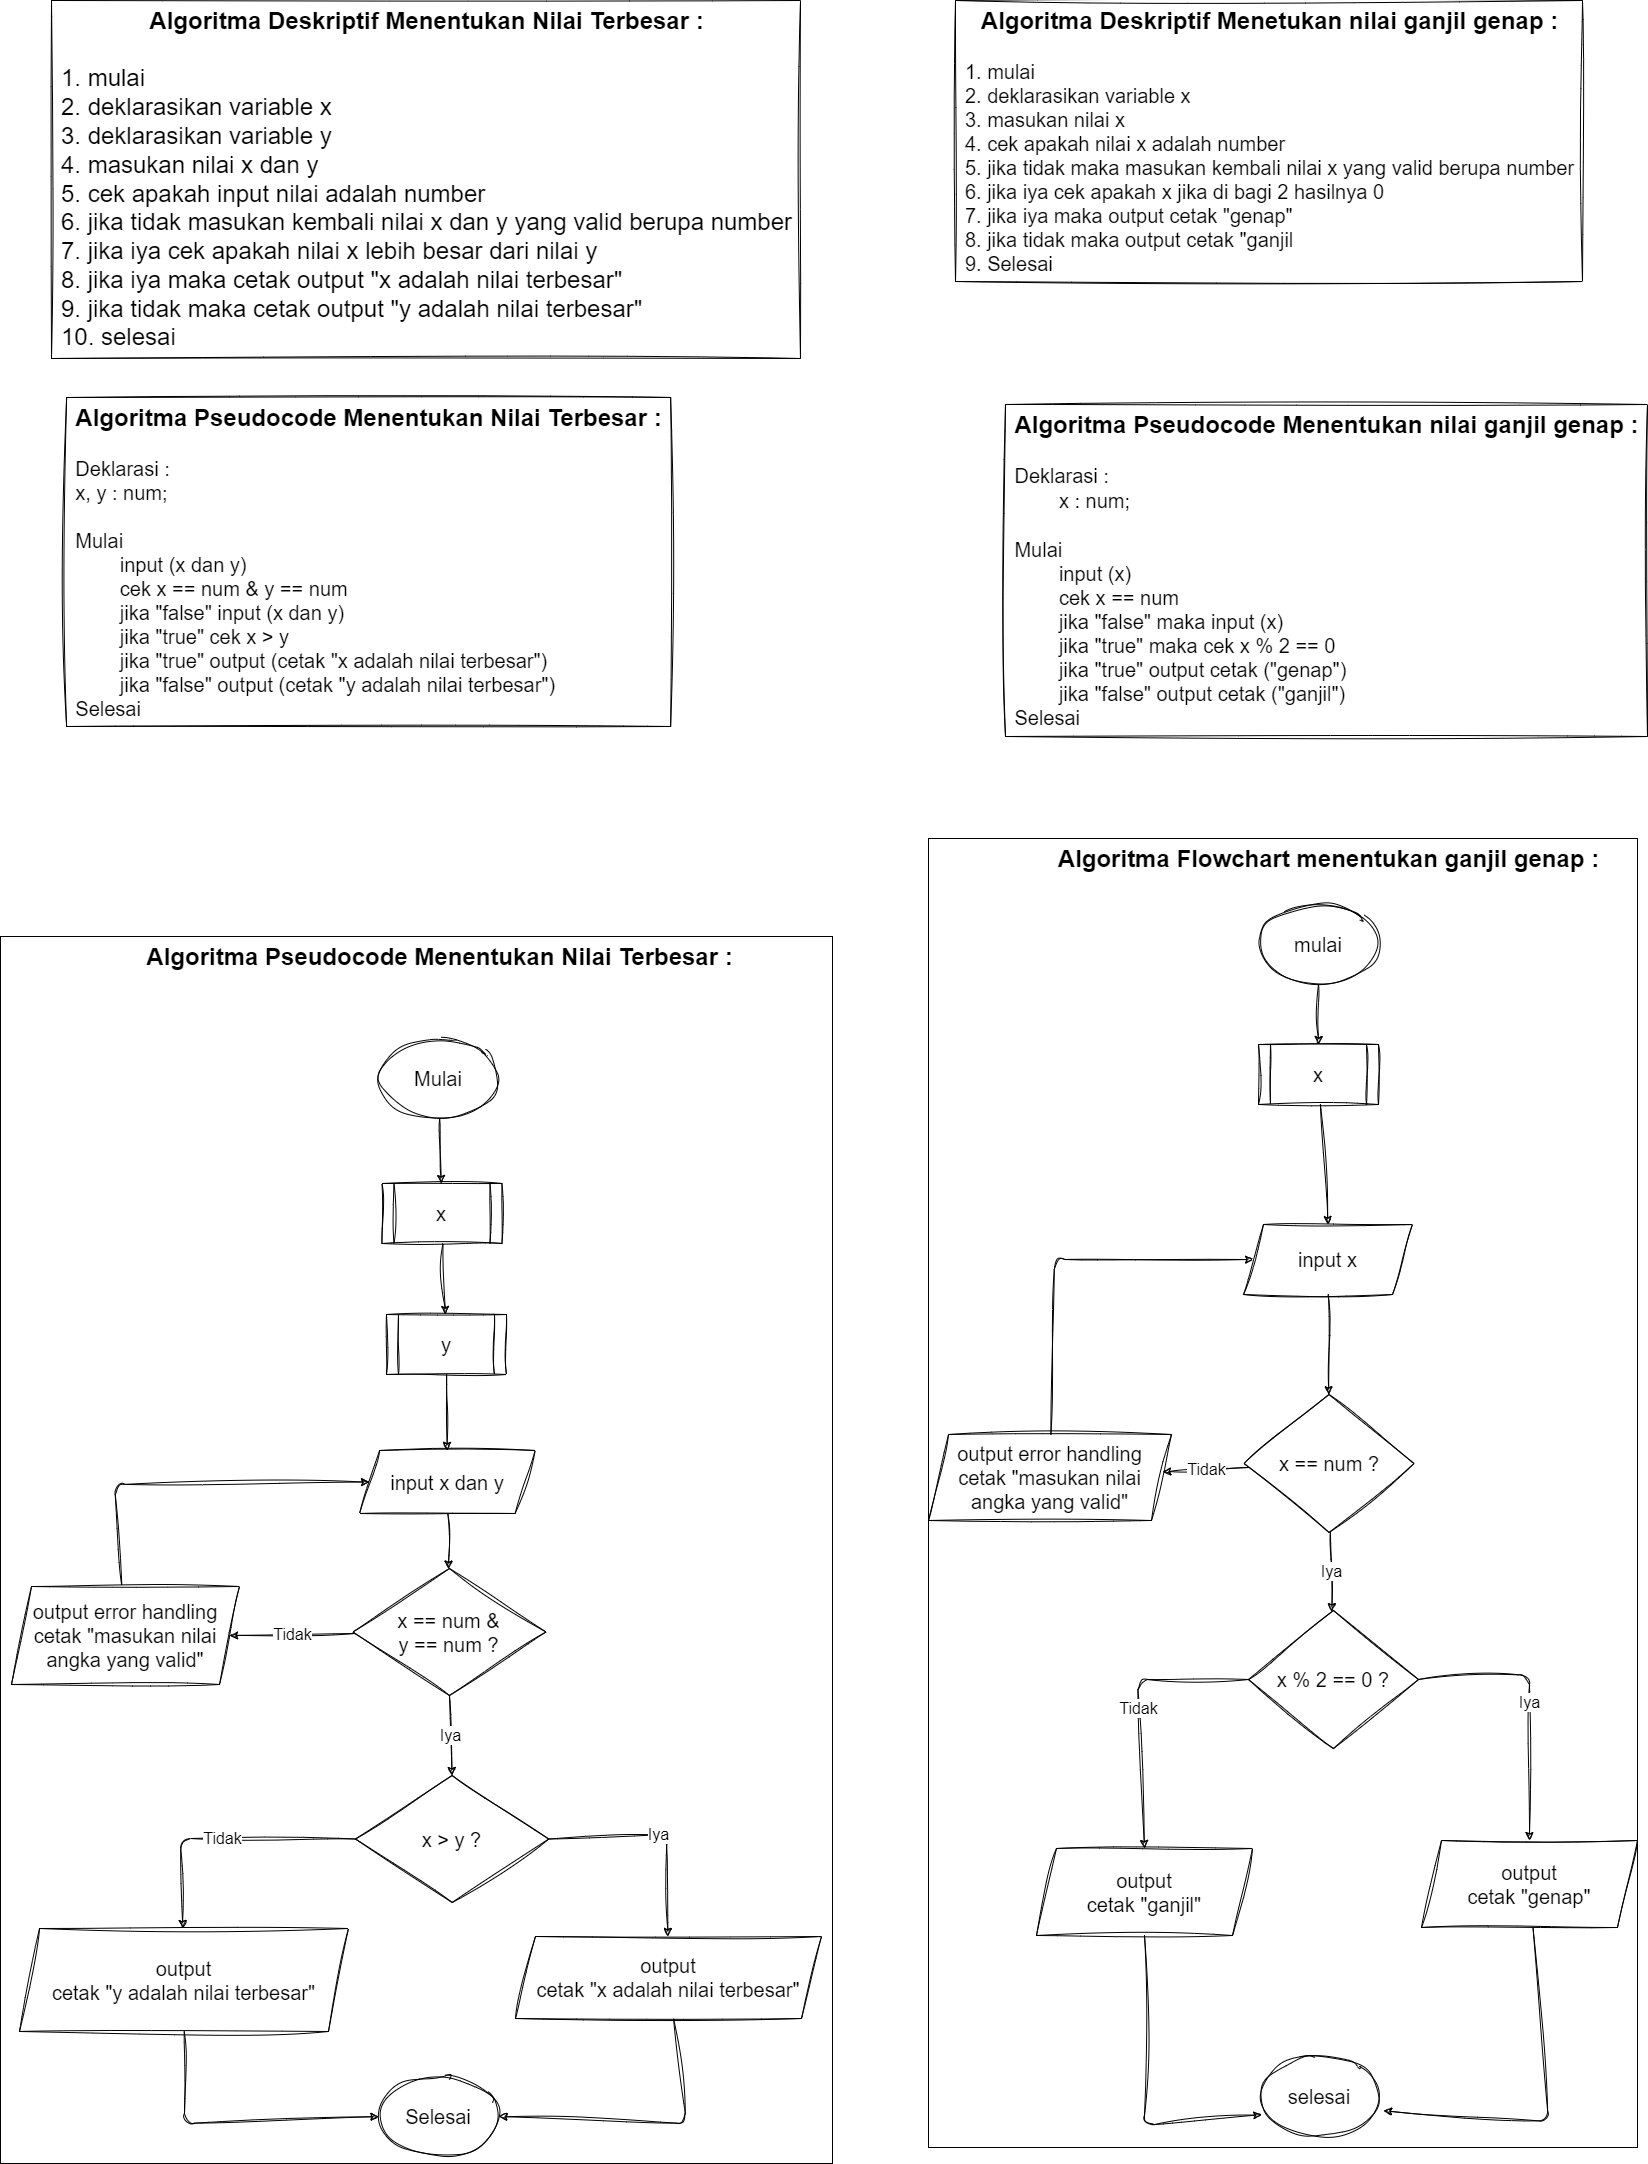 Algoritma Deskriptif Menentukan Nilai Terbesar :
1. mulai
2. deklarasikan variable x
3. deklarasikan variable y
4. masukan nilai x dan y
5. cek apakah input nilai adalah number
6. jika tidak masukan kembali nilai x dan y yang valid berupa number
7. jika iya cek apakah nilai x lebih besar dari nilai y
8. jika iya maka cetak output "x adalah nilai terbesar"
9. jika tidak maka cetak output "y adalah nilai terbesar"
10. selesai
Algoritma Deskriptif Menetukan nilai ganjil genap :
1. mulai
2. deklarasikan variable x
3. masukan nilai x
4. cek apakah nilai x adalah number
5. jika tidak maka masukan kembali nilai x yang valid berupa number
6. jika iya cek apakah x jika di bagi 2 hasilnya 0
7. jika iya maka output cetak "genap"
8. jika tidak maka output cetak "ganjil
9. Selesai
Algoritma Pseudocode Menentukan Nilai Terbesar :
Deklarasi :
x, y : num;
Mulai
input (x dan y)
cek x == num & y == num
jika "false" input (x dan y)
jika "true" cek x > y
jika "true" output (cetak "x adalah nilai terbesar")
jika "false" output (cetak "y adalah nilai terbesar")
Selesai
Algoritma Pseudocode Menentukan nilai ganjil genap :
Deklarasi :
x : num;
Mulai
input (x)
cek x == num
jika "false" maka input (x)
jika "true" maka cek x % 2 == 0
jika "true" output cetak ("genap")
jika "false" output cetak ("ganjil")
Selesai
Algoritma Pseudocode Menentukan Nilai Terbesar :
Mulai
x
y
input x dan y
x == num &
y == num ?
Tidak
output error handling
cetak "masukan nilai
angka yang valid"
Iya
x > y ?
Tidak
Iya
output
cetak "y adalah nilai terbesar"
output
cetak "x adalah nilai terbesar"
Selesai
Algoritma Flowchart menentukan ganjil genap :
mulai
x
input x
x == num ?
Tidak
output error handling
cetak "masukan nilai
angka yang valid"
Iya
x % 2 == 0 ?
Tidak
Iya
output
cetak "ganjil"
output
cetak "genap"
selesai